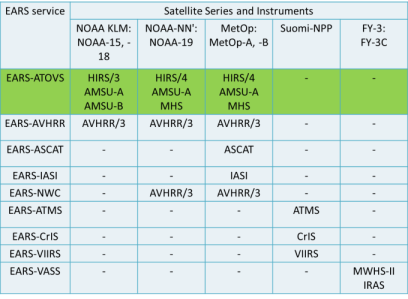 EARS service Satellite Series and Instruments
NOAA KLM: NOAA-NN': MetOp: Suomi-NPP FY-3:
NOAA-15, - NOAA-19 MetOp-A, -B FY-3C
18
EARS-ATOVS HIRS/3 HIRS/4 HIRS/4 - -
AMSU-A AMSU-A AMSU-A
AMSU-B MHS MHS
EARS-AVHRR AVHRR/3 AVHRR/3 AVHRR/3 - -
EARS-ASCAT - - ASCAT - -
EARS-IASI - - IASI - -
EARS-NWC - AVHRR/3 AVHRR/3 - -
EARS-ATMS - - - ATMS -
EARS-CrIS - - - CrIS -
EARS-VIIRS - - - VIIRS -
EARS-VASS - - - - MWHS-II
IRAS